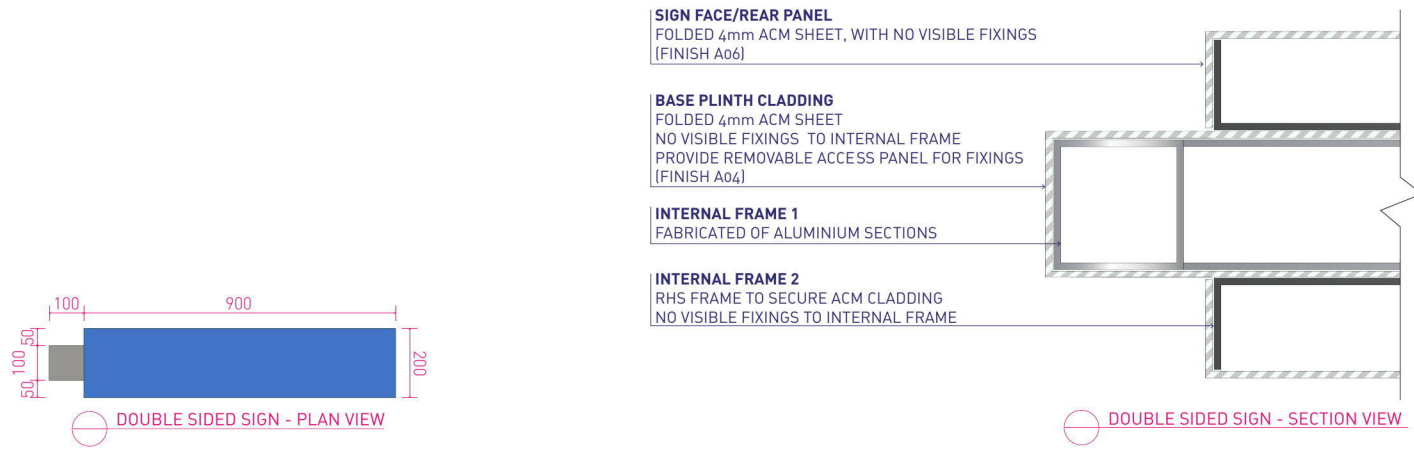 SIGN FACE/REAR PANEL
FOLDED 4mm ACM SHEET, WITH NO VISIBLE FIXINGS
(FINISH A06)
BASE PLINTH CLADDING
FOLDED 4mm ACM SHEET
NO VISIBLE FIXINGS TO INTERNAL FRAME
PROVIDE REMOVABLE ACCESS PANEL FOR FIXINGS
(FINISH A04)
INTERNAL FRAME 1
FABRICATED OF ALUMINIUM SECTIONS
INTERNAL FRAME 2
RHS FRAME TO SECURE ACM CLADDING
NO VISIBLE FIXINGS TO INTERNAL FRAME
100
900
50
100
50
200
DOUBLE SIDED SIGN - PLAN VIEW
DOUBLE SIDED SIGN - SECTION VIEW